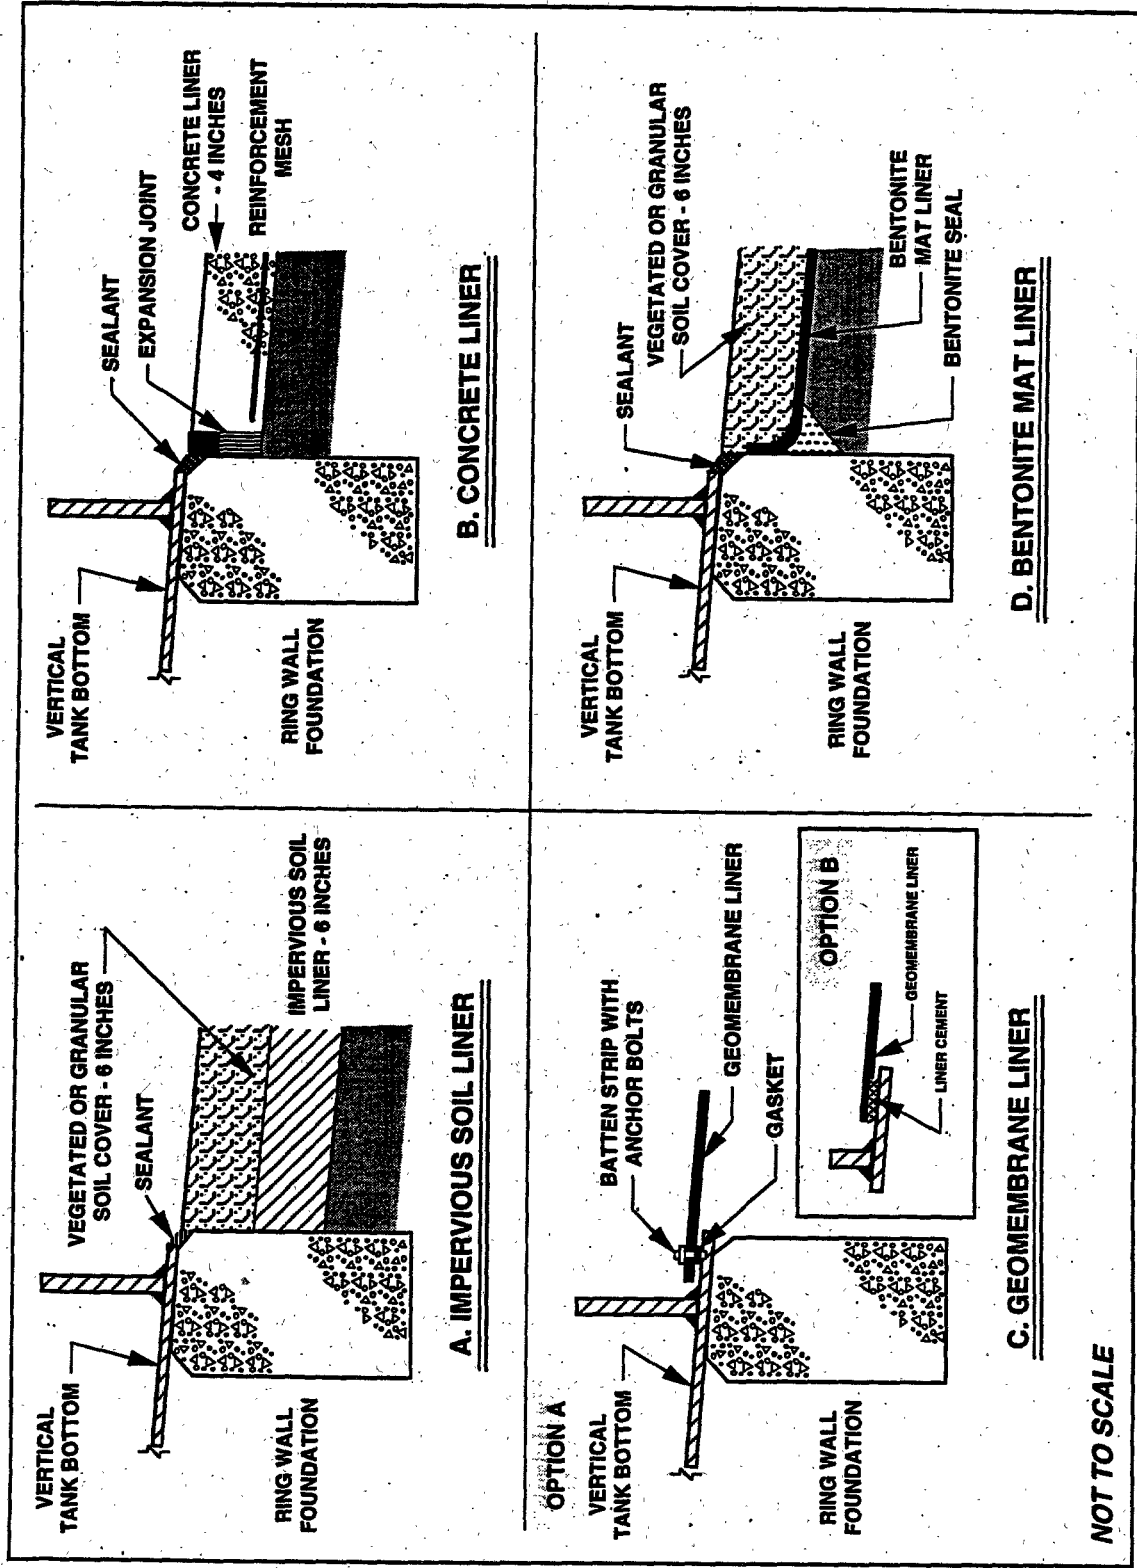 VERTICAL
TANK BOTTOM
VEGETATED OR GRANULAR
SOIL COVER - 6 INCHES
SEALANT
IMPERVIOUS SOIL
LINER - 6 INCHES
RING WALL
FOUNDATION
A. IMPERVIOUS SOIL LINER
VERTICAL
TANK BOTTOM
SEALANT
EXPANSION JOINT
CONCRETE LINER
- 4 INCHES
REINFORCEMENT
MESH
RING WALL
FOUNDATION
B. CONCRETE LINER
OPTION A
VERTICAL
TANK BOTTOM
BATTEN STRIP WITH
ANCHOR BOLTS
GEOMEMBRANE LINER
GASKET
RING WALL
FOUNDATION
OPTION B
GEOMEMBRANE LINER
LINER CEMENT
C. GEOMEMBRANE LINER
VERTICAL
TANK BOTTOM
SEALANT
VEGETATED OR GRANULAR
SOIL COVER - 6 INCHES
BENTONITE
MAT LINER
BENTONITE SEAL
RING WALL
FOUNDATION
D. BENTONITE MAT LINER
NOT TO SCALE